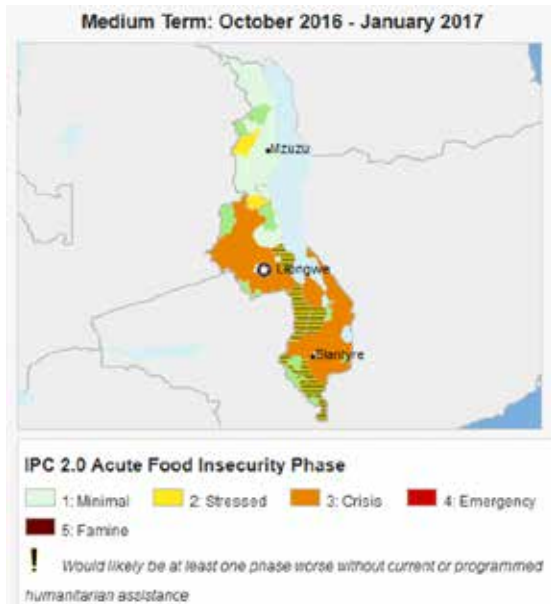 Medium Term: October 2016 - January 2017
Mzuzu
Lilongwe
Blantyre
IPC 2.0 Acute Food Insecurity Phase
1: Minimal 2: Stressed 3: Crisis 4: Emergency
5: Famine
! Would likely be at least one phase worse without current or programmed
humanitarian assistance